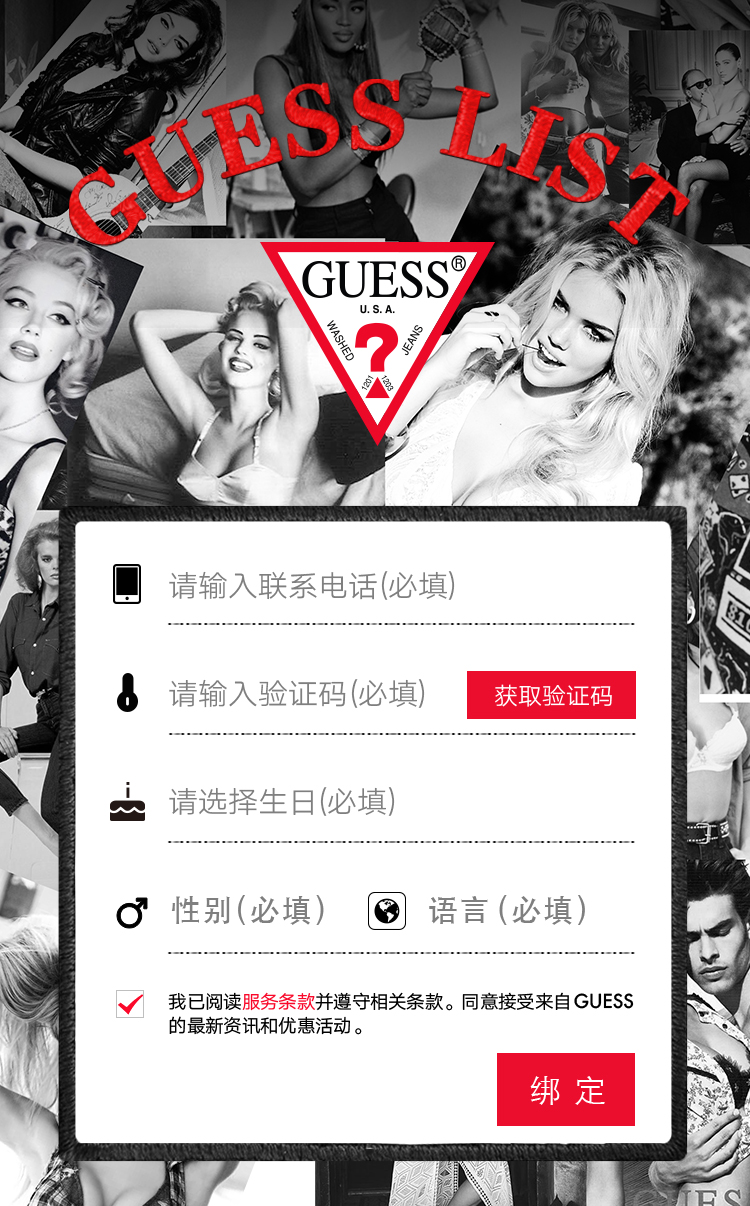 GUESS LIST
GUESS®
U.S.A.
WASHED
JEANS
?
1201
1203
请输入联系电话(必填)
请输入验证码(必填)
获取验证码
请选择生日(必填)
性别(必填)
语言(必填)
我已阅读服务条款并遵守相关条款。同意接受来自GUESS
的最新资讯和优惠活动。
绑 定
GUES